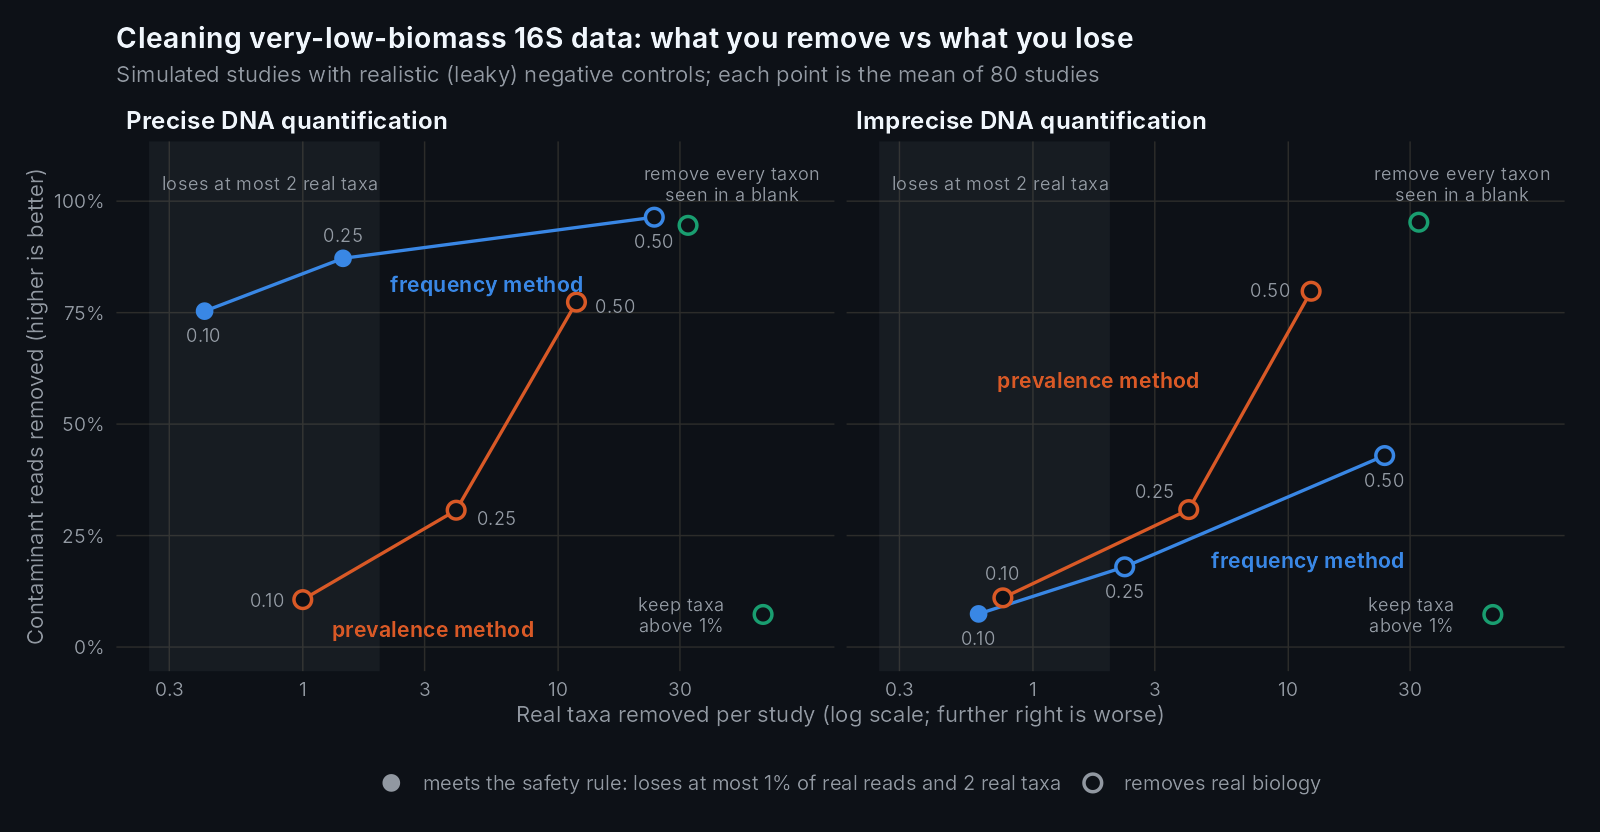 Cleaning very-low-biomass 16S data: what you remove vs what you lose
Simulated studies with realistic (leaky) negative controls; each point is the mean of 80 studies
Precise DNA quantification
loses at most 2 real taxa
remove every taxon
seen in a blank
0.25
0.50
frequency method
0.50
0.10
0.25
0.10
keep taxa
above 1%
prevalence method
Imprecise DNA quantification
loses at most 2 real taxa
remove every taxon
seen in a blank
0.50
prevalence method
0.25
0.50
frequency method
0.10
0.25
keep taxa
above 1%
0.10
Contaminant reads removed (higher is better)
100%
75%
50%
25%
0%
0.3 1 3 10 30
0.3 1 3 10 30
Real taxa removed per study (log scale; further right is worse)
meets the safety rule: loses at most 1% of real reads and 2 real taxa
removes real biology